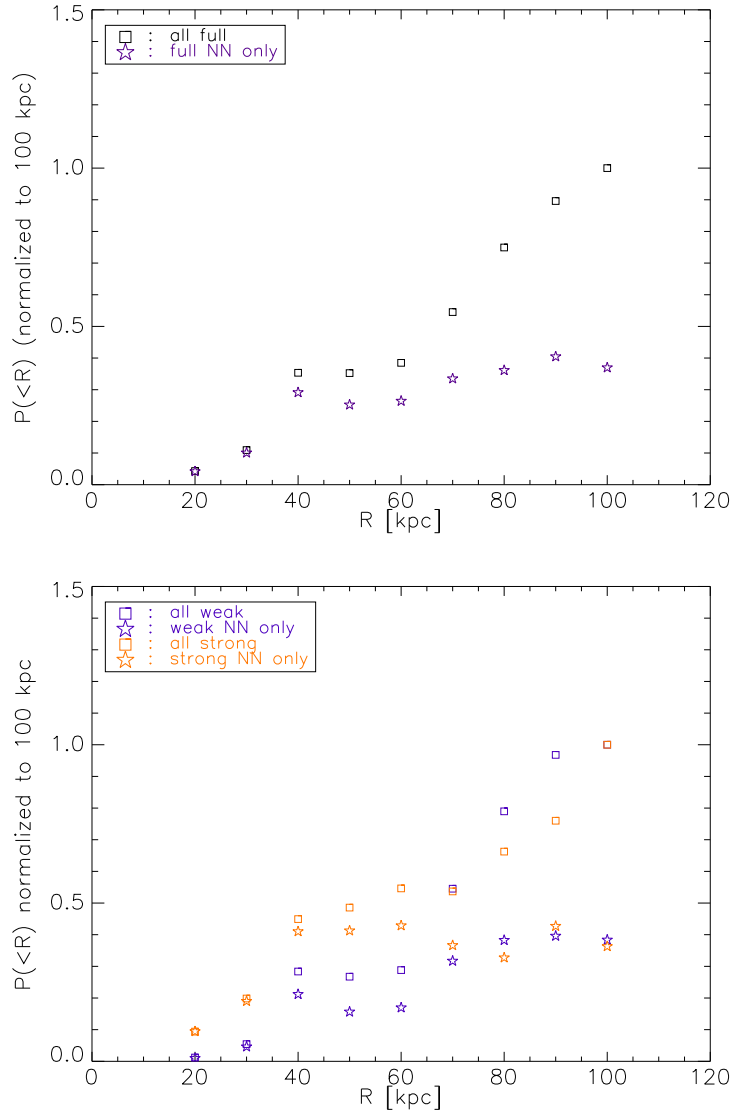 1.5
□ : all full
☆ : full NN only
1.0
0.5
0.0
P(<R) (normalized to 100 kpc)
0 20 40 60 80 100 120
R [kpc]
1.5
□ : all weak
☆ : weak NN only
□ : all strong
☆ : strong NN only
1.0
0.5
0.0
P(<R) normalized to 100 kpc
0 20 40 60 80 100 120
R [kpc]